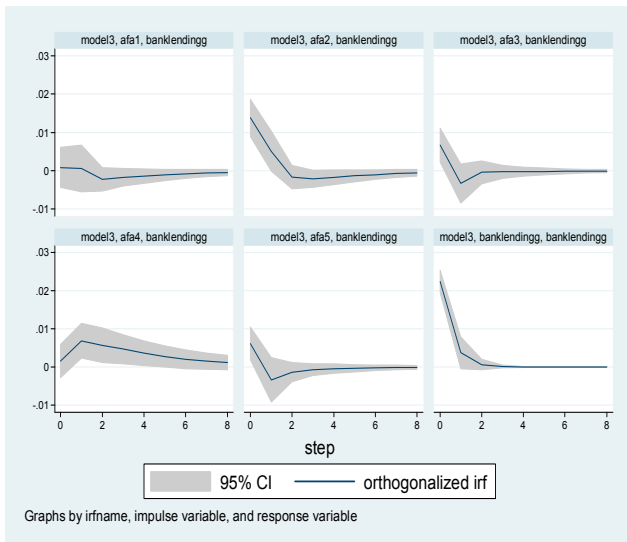 model3, afa1, banklendingg
model3, afa2, banklendingg
model3, afa3, banklendingg
.03
.02
.01
0
-.01
model3, afa4, banklendingg
model3, afa5, banklendingg
model3, banklendingg, banklendingg
.03
.02
.01
0
-.01
0 2 4 6 8
0 2 4 6 8
0 2 4 6 8
step
95% CI
orthogonalized irf
Graphs by irfname, impulse variable, and response variable